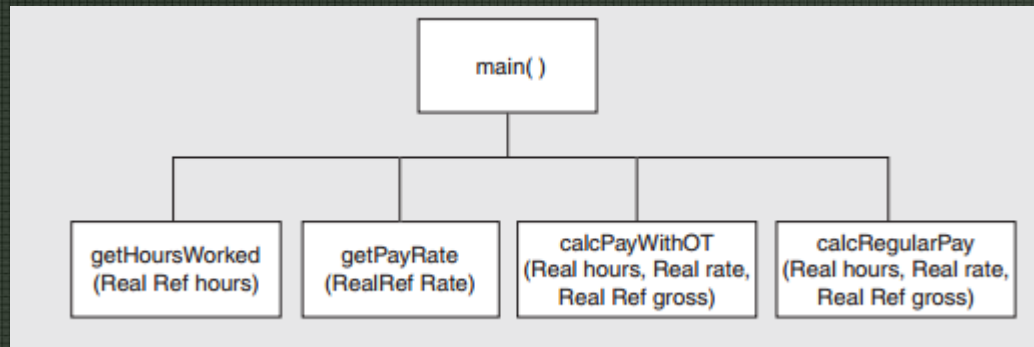 main( )
getHoursWorked
(Real Ref hours)
getPayRate
(RealRef Rate)
calcPayWithOT
(Real hours, Real rate,
Real Ref gross)
calcRegularPay
(Real hours, Real rate,
Real Ref gross)